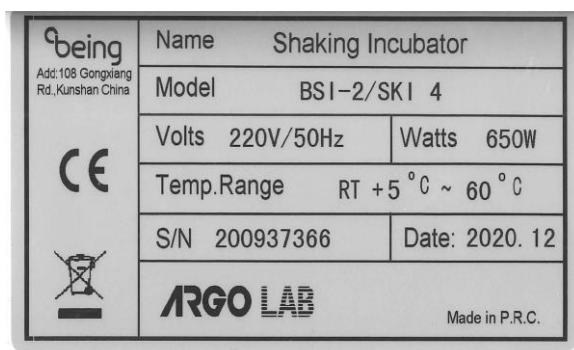 being
Add:108 Gongxiang
Rd.,Kunshan China
CE
Name Shaking Incubator
Model BSI-2/SKI 4
Volts 220V/50Hz Watts 650W
Temp.Range RT +5°C ~ 60°C
S/N 200937366 Date: 2020. 12
ARGO LAB
Made in P.R.C.